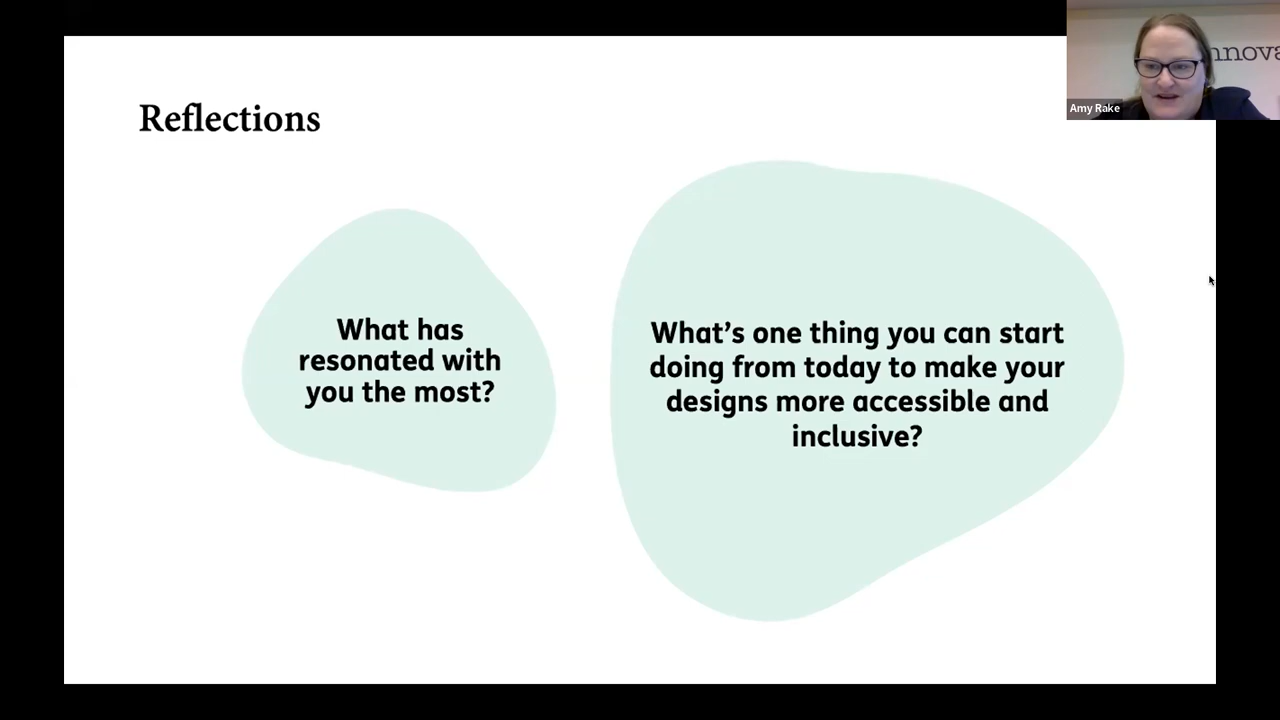 Reflections
What has
resonated with
you the most?
What's one thing you can start
doing from today to make your
designs more accessible and
inclusive?
Amy Rake